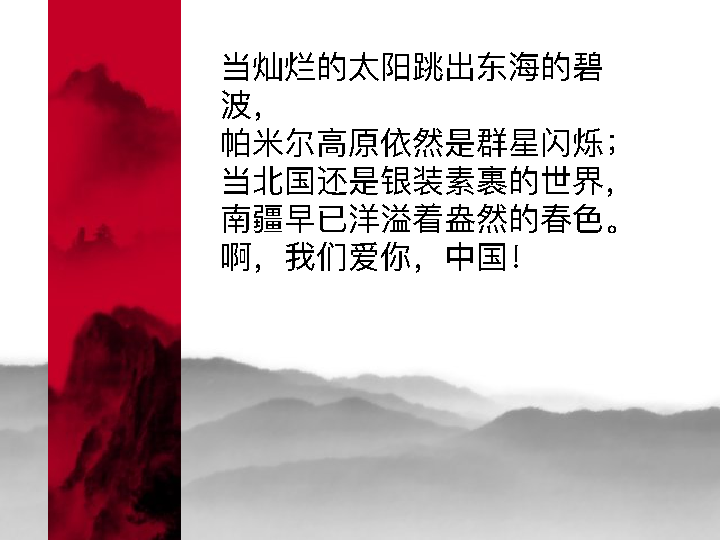 当灿烂的太阳跳出东海的碧
波，
帕米尔高原依然是群星闪烁；
当北国还是银装素裹的世界，
南疆早已洋溢着盎然的春色。
啊，我们爱你，中国！